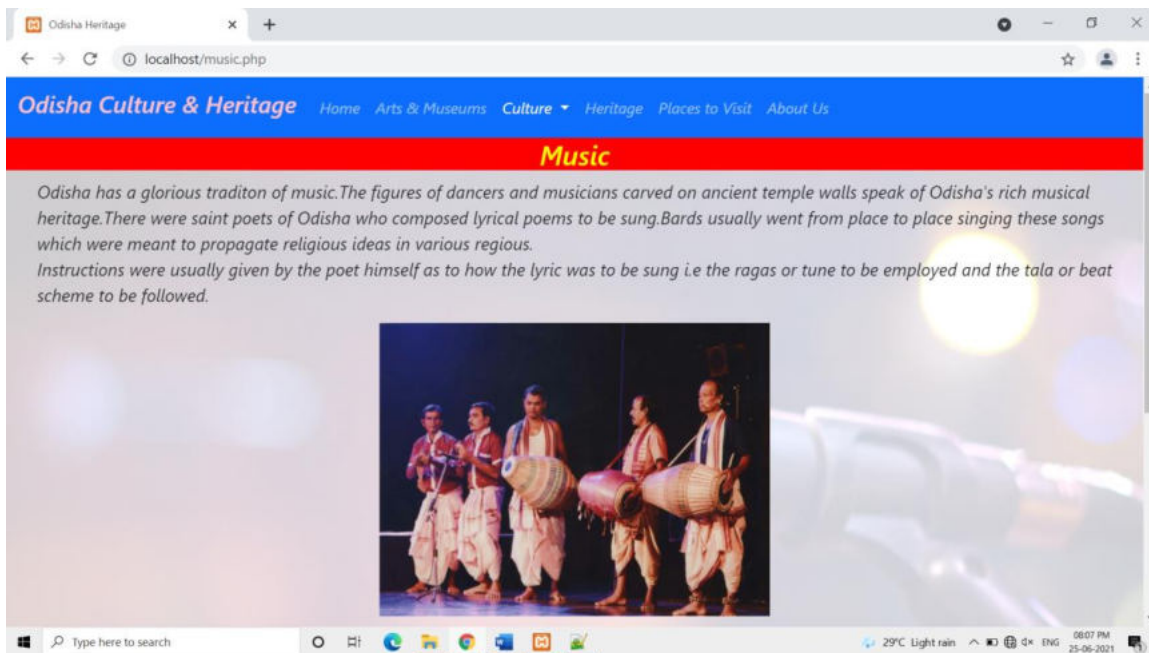 Odisha Heritage
localhost/music.php
Odisha Culture & Heritage Home Arts & Museums Culture Heritage Places to Visit About Us
Music
Odisha has a glorious traditon of music.The figures of dancers and musicians carved on ancient temple walls speak of Odisha's rich musical
heritage.There were saint poets of Odisha who composed lyrical poems to be sung.Bards usually went from place to place singing these songs
which were meant to propagate religious ideas in various regious.
Instructions were usually given by the poet himself as to how the lyric was to be sung i.e the ragas or tune to be employed and the tala or beat
scheme to be followed.
Type here to search
29°C Light rain ENG
08:07 PM
25-06-2021